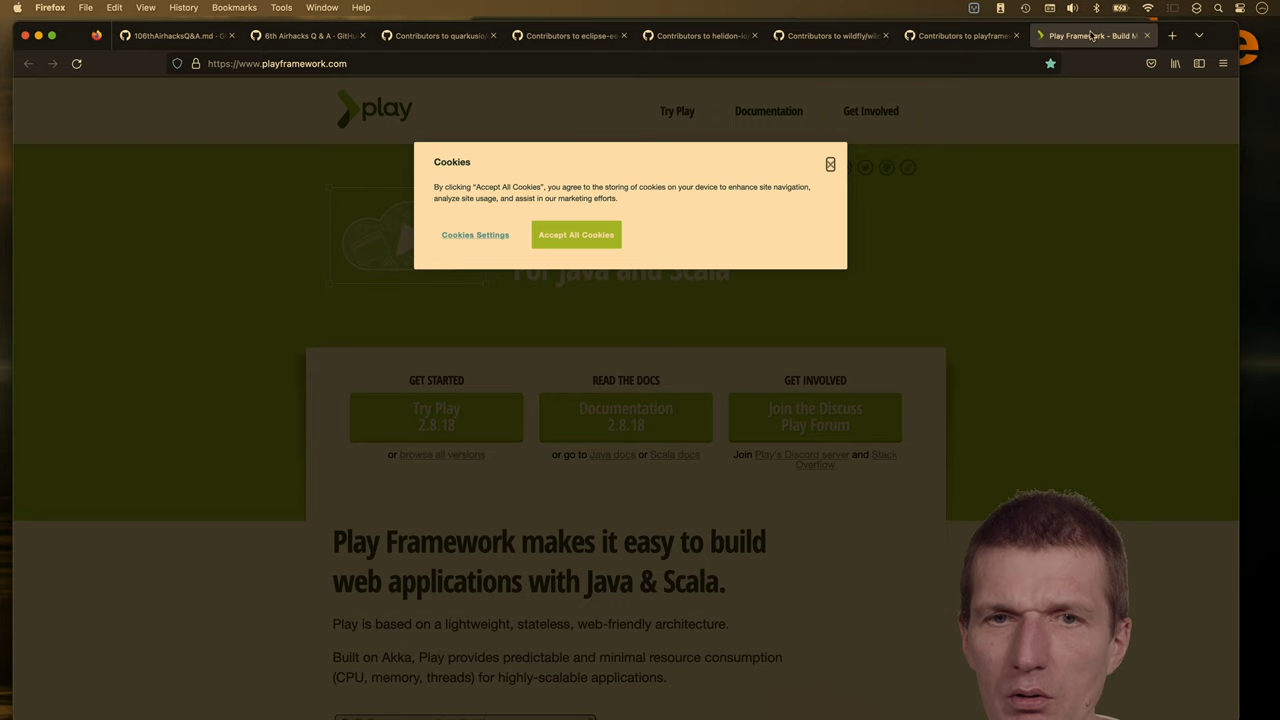 Firefox File Edit View History Bookmarks Tools Window Help
106thAirhacksQ&A.md · G
6th Airhacks Q & A · GitHu
Contributors to quarkusio/
Contributors to eclipse-ee
Contributors to helidon-io
Contributors to wildfly/wil
Contributors to playframew
Play Framework - Build M
https://www.playframework.com
play
Try Play Documentation Get Involved
Cookies
By clicking “Accept All Cookies”, you agree to the storing of cookies on your device to enhance site navigation,
analyze site usage, and assist in our marketing efforts.
Cookies Settings Accept All Cookies
For Java and Scala
GET STARTED
Try Play
2.8.18
or browse all versions
READ THE DOCS
Documentation
2.8.18
or go to Java docs or Scala docs
GET INVOLVED
Join the Discuss
Play Forum
Join Play's Discord server and Stack
Overflow
Play Framework makes it easy to build
web applications with Java & Scala.
Play is based on a lightweight, stateless, web-friendly architecture.
Built on Akka, Play provides predictable and minimal resource consumption
(CPU, memory, threads) for highly-scalable applications.